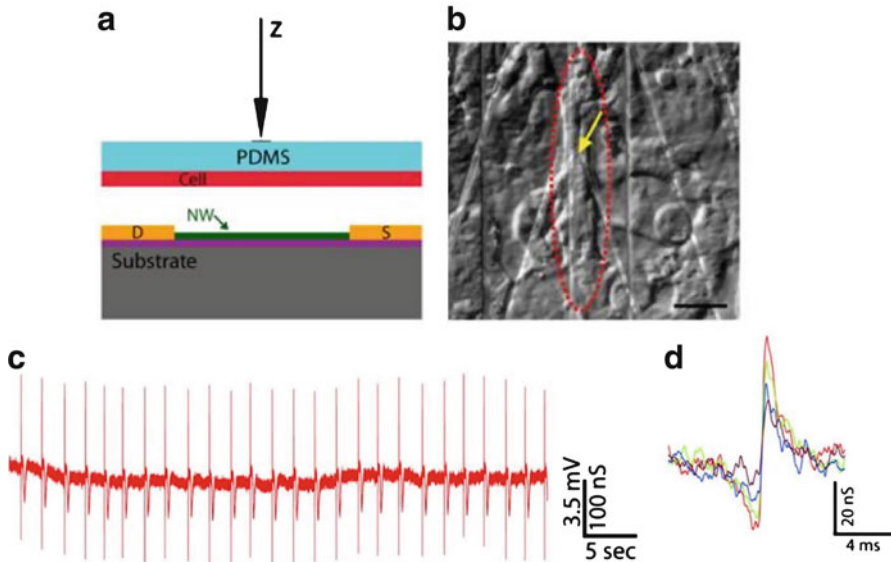 a
z
PDMS
Cell
NW
D
S
Substrate
b
c
3.5 mV
100 nS
5 sec
d
20 nS
4 ms